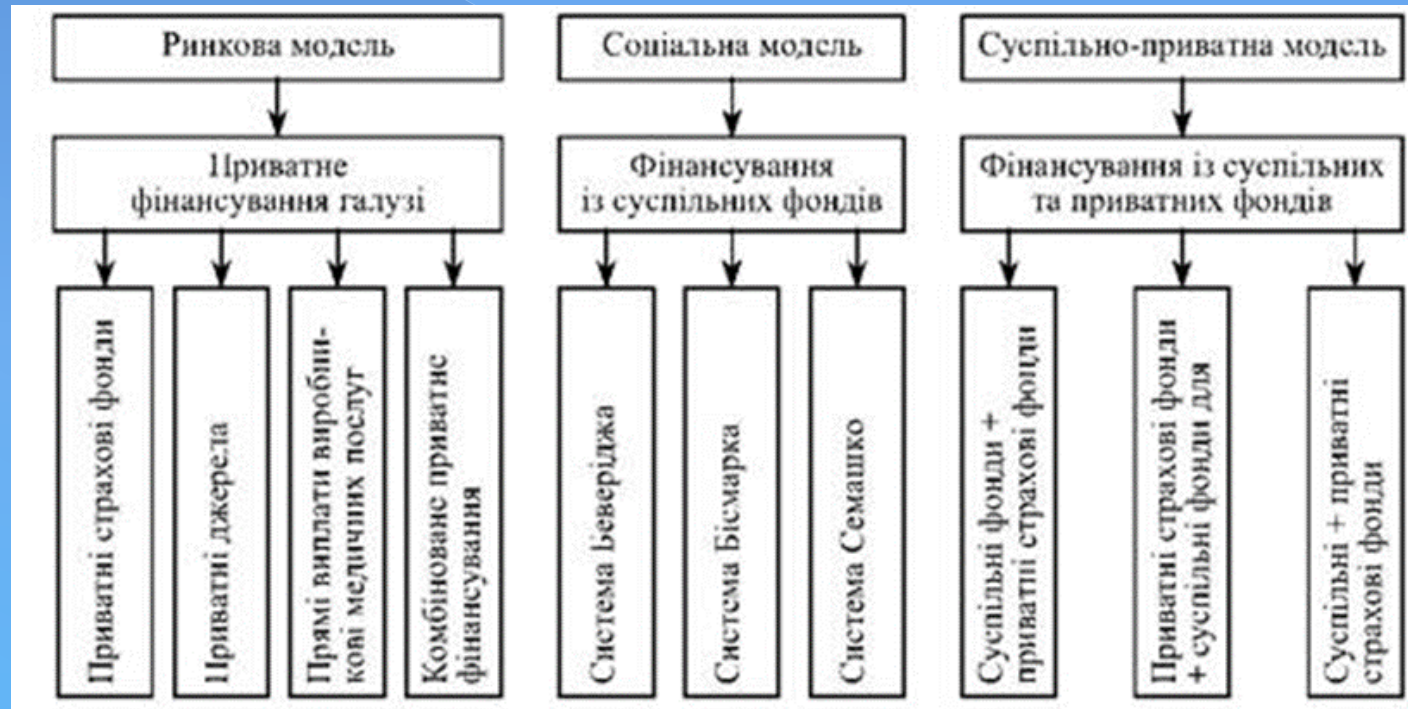 Ринкова модель
Соціальна модель
Суспільно-приватна модель
Приватне
фінансування галузі
Фінансування
із суспільних фондів
Фінансування із суспільних
та приватних фондів
Приватні страхові фонди
Приватні джерела
Прямі виплати виробни-
кові медичних послуг
Комбіноване приватне
фінансування
Система Беверіджа
Система Бісмарка
Система Семашко
Суспільні фонди +
приватні страхові фонди
Приватні страхові фонди
+ суспільні фонди для
Суспільні + приватні
страхові фонди